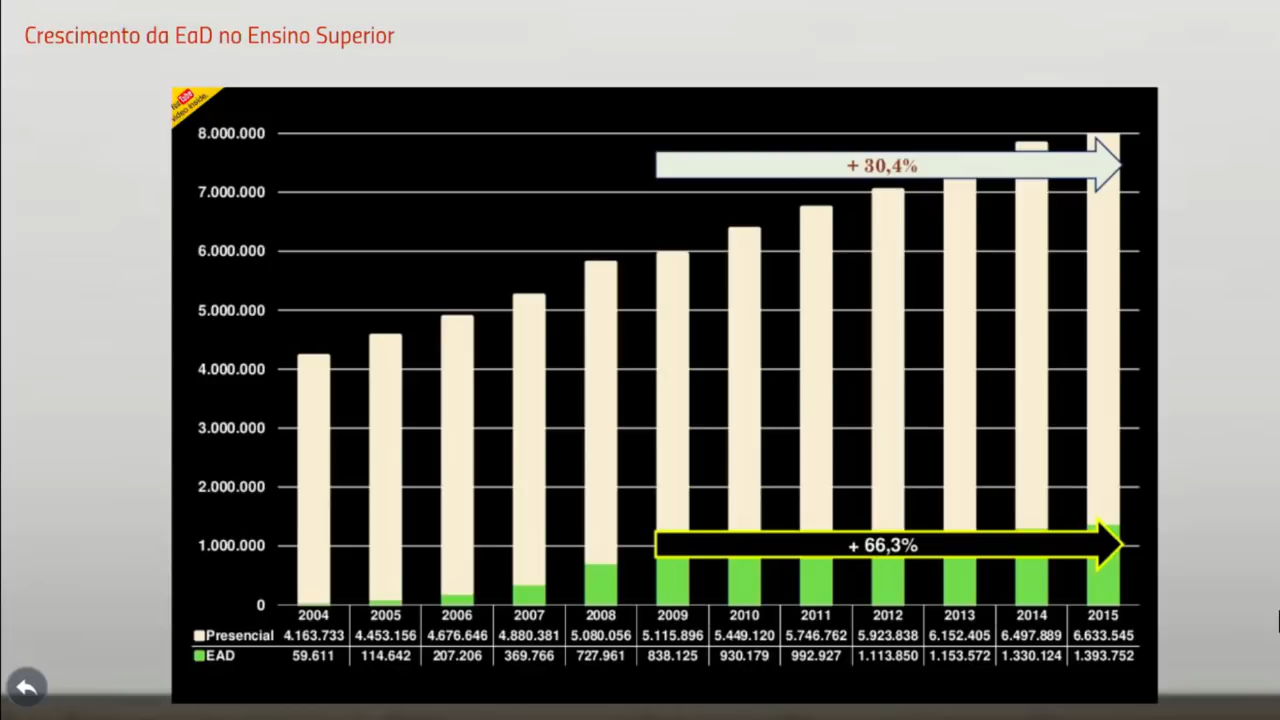 Crescimento da EaD no Ensino Superior
YouTube
Video Inside.
8.000.000
+ 30,4%
7.000.000
6.000.000
5.000.000
4.000.000
3.000.000
2.000.000
1.000.000
+ 66,3%
0
2004 2005 2006 2007 2008 2009 2010 2011 2012 2013 2014 2015
Presencial 4.163.733 4.453.156 4.676.646 4.880.381 5.080.056 5.115.896 5.449.120 5.746.762 5.923.838 6.152.405 6.497.889 6.633.545
EAD 59.611 114.642 207.206 369.766 727.961 838.125 930.179 992.927 1.113.850 1.153.572 1.330.124 1.393.752